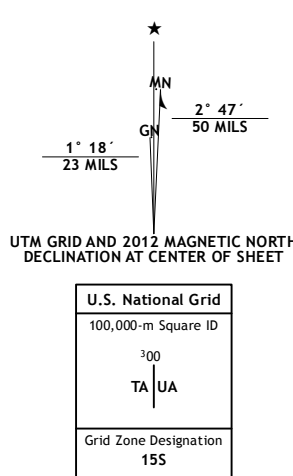 ★
MN
GN
2° 47´
50 MILS
1° 18´
23 MILS
UTM GRID AND 2012 MAGNETIC NORTH
DECLINATION AT CENTER OF SHEET
U.S. National Grid
100,000-m Square ID
³00
TA UA
Grid Zone Designation
15S